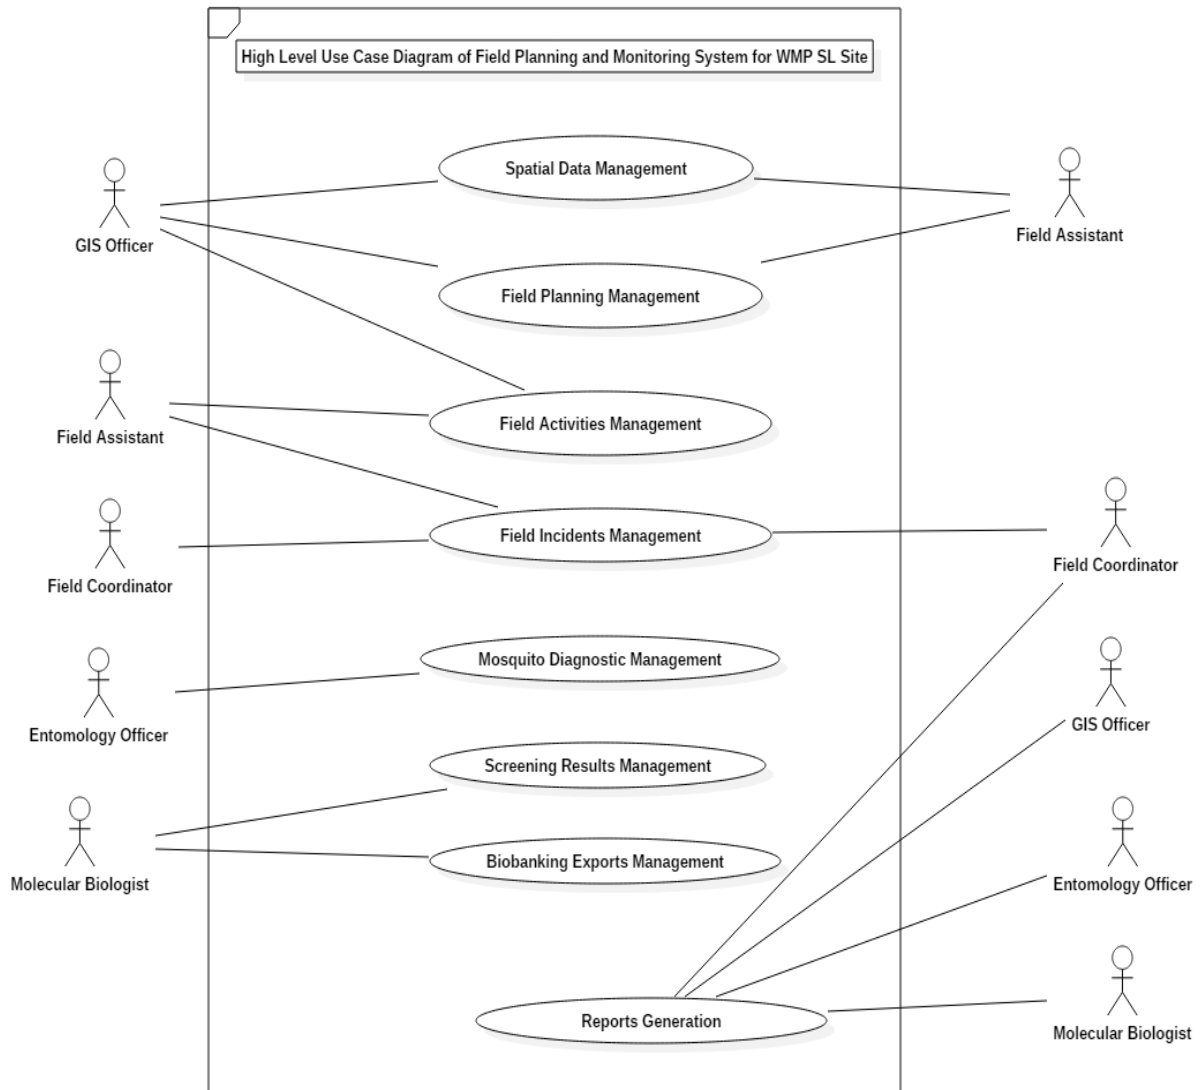 High Level Use Case Diagram of Field Planning and Monitoring System for WMP SL Site
Spatial Data Management
GIS Officer
Field Assistant
Field Planning Management
Field Assistant
Field Activities Management
Field Coordinator
Field Incidents Management
Field Coordinator
Entomology Officer
Mosquito Diagnostic Management
GIS Officer
Screening Results Management
Molecular Biologist
Biobanking Exports Management
Entomology Officer
Reports Generation
Molecular Biologist